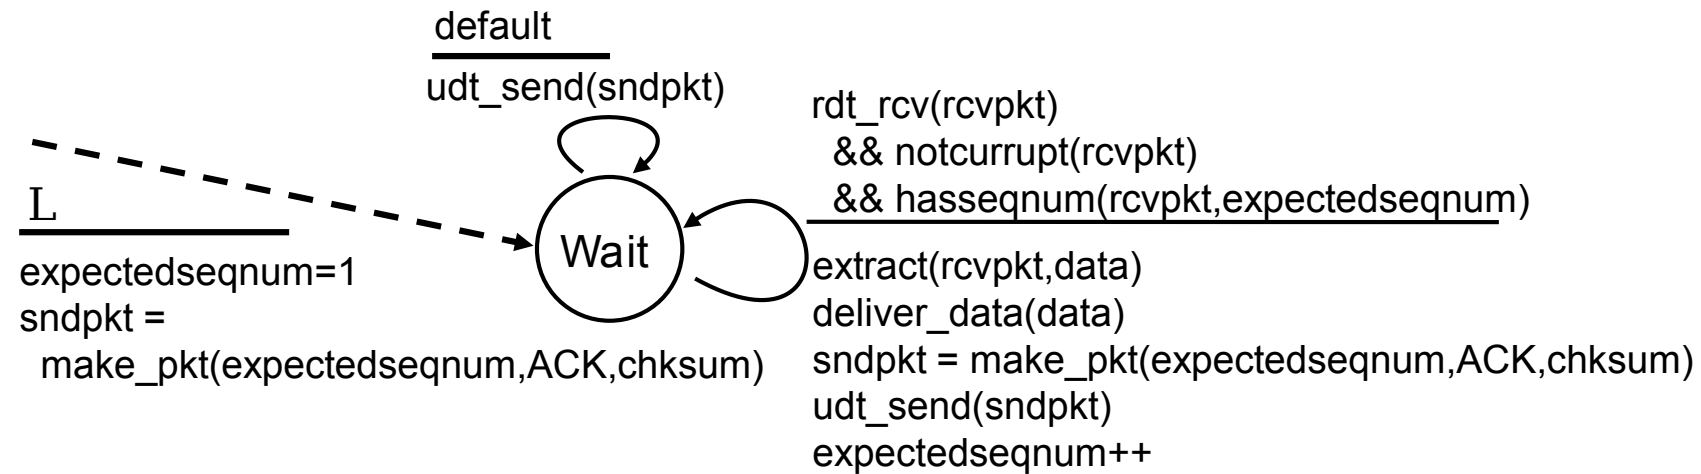 default
udt_send(sndpkt)
rdt_rcv(rcvpkt)
&& notcurrupt(rcvpkt)
&& hasseqnum(rcvpkt,expectedseqnum)
L
expectedseqnum=1
sndpkt =
make_pkt(expectedseqnum,ACK,chksum)
Wait
extract(rcvpkt,data)
deliver_data(data)
sndpkt = make_pkt(expectedseqnum,ACK,chksum)
udt_send(sndpkt)
expectedseqnum++